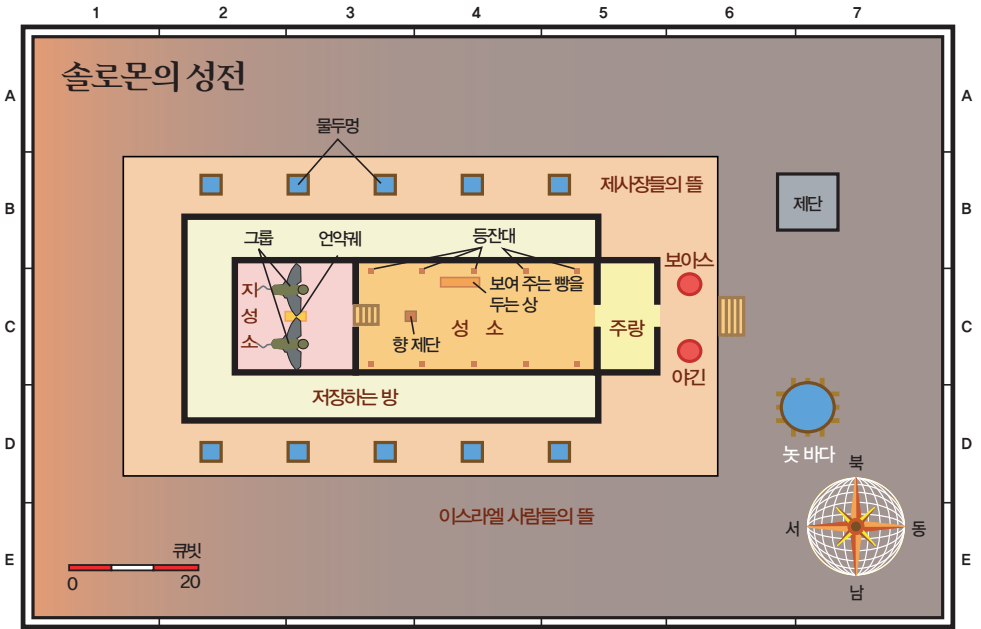 1 2 3 4 5 6 7
솔로몬의 성전
A A
물두멍
제사장들의 뜰
제단
B B
그룹 언약궤 등잔대
보아스
보여 주는 빵을
두는 상
지
성
소
성 소
주랑
C C
향 제단
야긴
저장하는 방
D D
놋 바다
북
이스라엘 사람들의 뜰
서 동
큐빗
E E
0 20
남